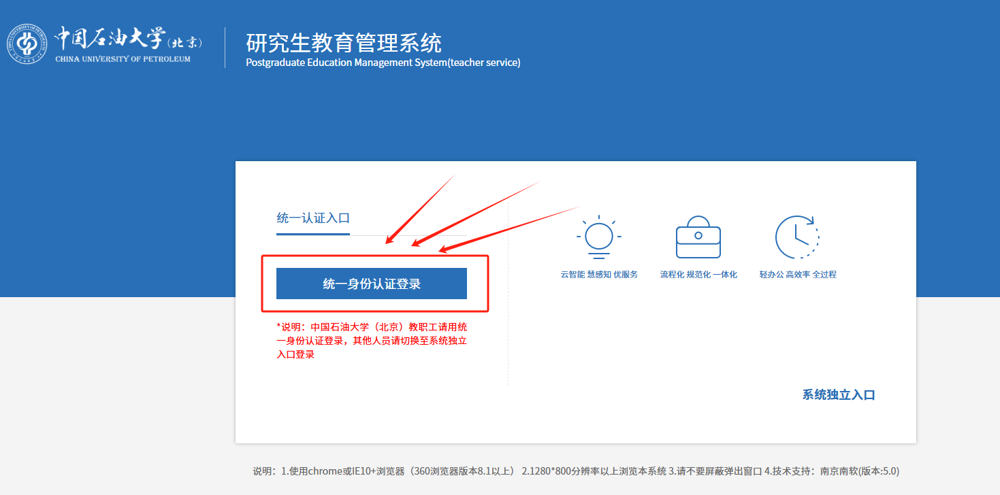 中国石油大学(北京)
CHINA UNIVERSITY OF PETROLEUM
研究生教育管理系统
Postgraduate Education Management System(teacher service)
统一认证入口
统一身份认证登录
*说明：中国石油大学（北京）教职工请用统
一身份认证登录，其他人员请切换至系统独立
入口登录
云智能 慧感知 优服务
流程化 规范化 一体化
轻办公 高效率 全过程
系统独立入口
说明：1.使用chrome或IE10+浏览器（360浏览器版本8.1以上） 2.1280*800分辨率以上浏览本系统 3.请不要屏蔽弹出窗口 4.技术支持：南京南软(版本:5.0)